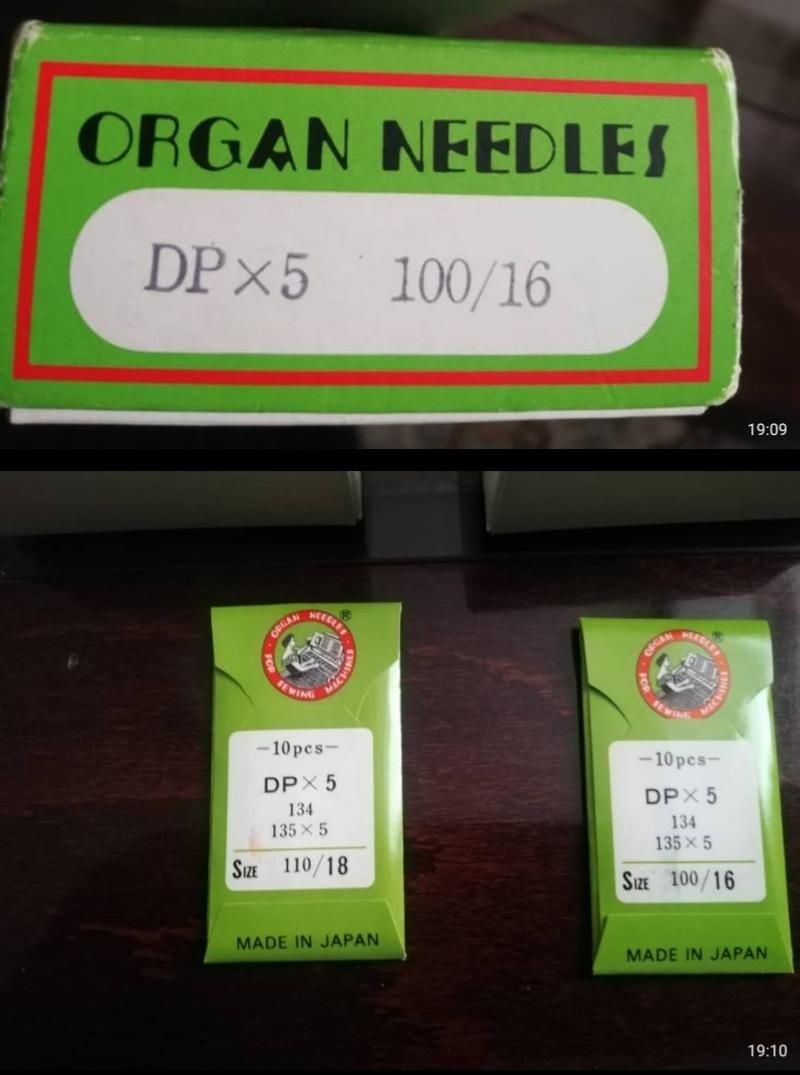 ORGAN NEEDLES
DP×5 100/16
19:09
ORGAN NEEDLES ®
FOR SEWING MACHINES
-10pcs-
DP×5
134
135×5
SIZE 110/18
MADE IN JAPAN
ORGAN NEEDLES ®
FOR SEWING MACHINES
-10pcs-
DP×5
134
135×5
SIZE 100/16
MADE IN JAPAN
19:10